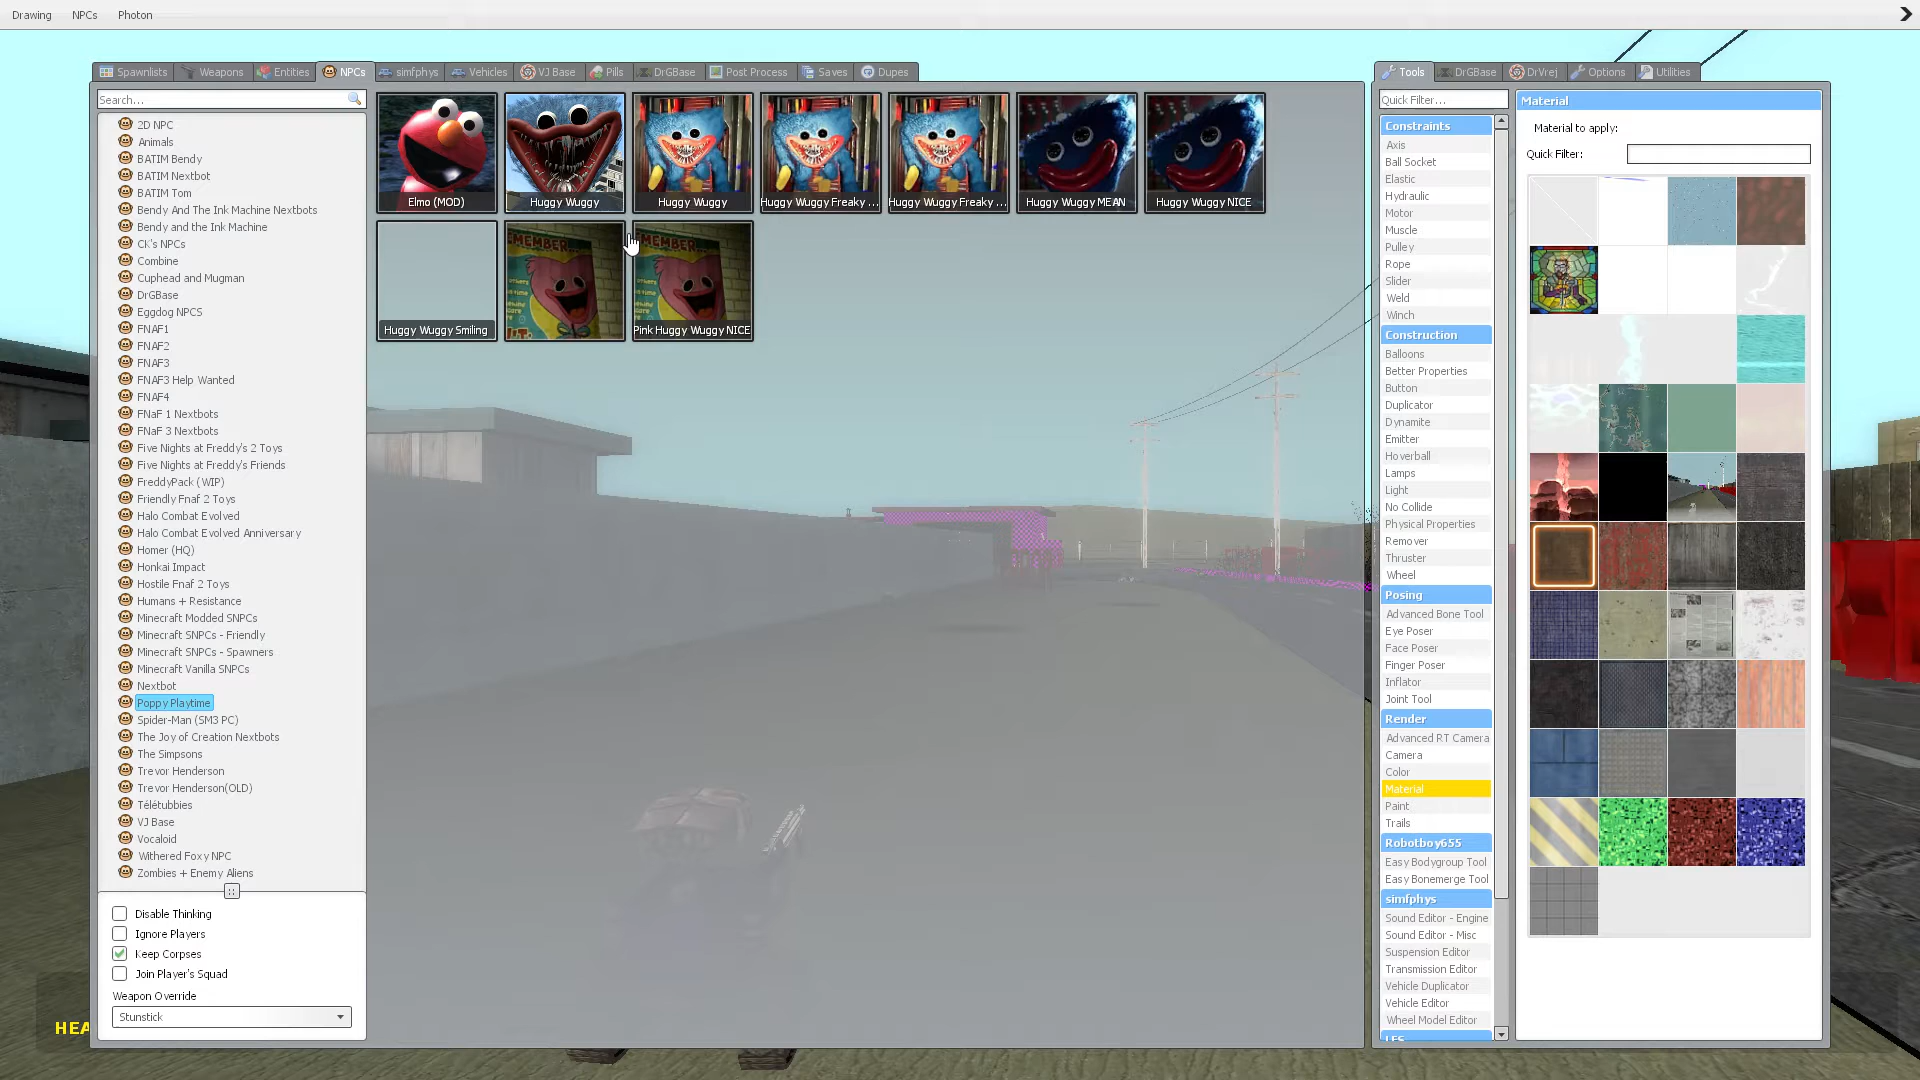 Drawing NPCs Photon
Spawnlists Weapons Entities NPCs simfphys Vehicles VJ Base Pills DrGBase Post Process Saves Dupes
Search...
2D NPC
Animals
BATIM Bendy
BATIM Nextbot
BATIM Tom
Bendy And The Ink Machine Nextbots
Bendy and the Ink Machine
Ck's NPCs
Combine
Cuphead and Mugman
DrGBase
Eggdog NPCS
FNAF1
FNAF2
FNAF3
FNAF3 Help Wanted
FNAF4
FNaF 1 Nextbots
FNaF 3 Nextbots
Five Nights at Freddy's 2 Toys
Five Nights at Freddy's Friends
FreddyPack (WIP)
Friendly Fnaf 2 Toys
Halo Combat Evolved
Halo Combat Evolved Anniversary
Homer (HQ)
Honkai Impact
Hostile Fnaf 2 Toys
Humans + Resistance
Minecraft Modded SNPCs
Minecraft SNPCs - Friendly
Minecraft SNPCs - Spawners
Minecraft Vanilla SNPCs
Nextbot
Poppy Playtime
Spider-Man (SM3 PC)
The Joy of Creation Nextbots
The Simpsons
Trevor Henderson
Trevor Henderson(OLD)
Télétubbies
VJ Base
Vocaloid
Withered Foxy NPC
Zombies + Enemy Aliens
Disable Thinking
Ignore Players
Keep Corpses
Join Player's Squad
Weapon Override
Stunstick
HEA
Elmo (MOD) Huggy Wuggy Huggy Wuggy Huggy Wuggy Freaky ... Huggy Wuggy Freaky ... Huggy Wuggy MEAN Huggy Wuggy NICE
EMEMBER EMEMBER
Huggy Wuggy Smiling Pink Huggy Wuggy NICE
Tools DrGBase DrVrej Options Utilities
Quick Filter...
Constraints
Axis
Ball Socket
Elastic
Hydraulic
Motor
Muscle
Pulley
Rope
Slider
Weld
Winch
Construction
Balloons
Better Properties
Button
Duplicator
Dynamite
Emitter
Hoverball
Lamps
Light
No Collide
Physical Properties
Remover
Thruster
Wheel
Posing
Advanced Bone Tool
Eye Poser
Face Poser
Finger Poser
Inflator
Joint Tool
Render
Advanced RT Camera
Camera
Color
Material
Paint
Trails
Robotboy655
Easy Bodygroup Tool
Easy Bonemerge Tool
simfphys
Sound Editor - Engine
Sound Editor - Misc
Suspension Editor
Transmission Editor
Vehicle Duplicator
Vehicle Editor
Wheel Model Editor
LFS
Material
Material to apply:
Quick Filter: